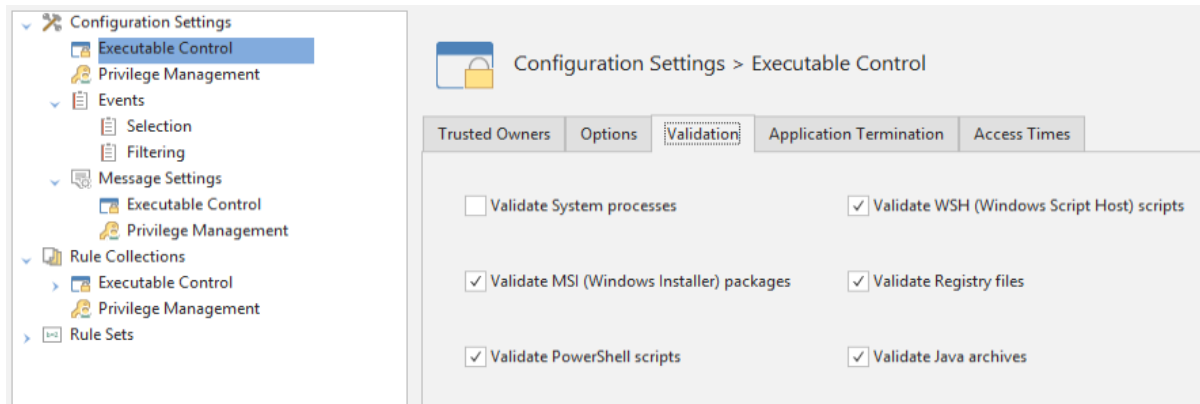 Configuration Settings
Executable Control
Privilege Management
Events
Selection
Filtering
Message Settings
Executable Control
Privilege Management
Rule Collections
Executable Control
Privilege Management
Rule Sets
Configuration Settings > Executable Control
Trusted Owners Options Validation Application Termination Access Times
Validate System processes Validate WSH (Windows Script Host) scripts
Validate MSI (Windows Installer) packages Validate Registry files
Validate PowerShell scripts Validate Java archives